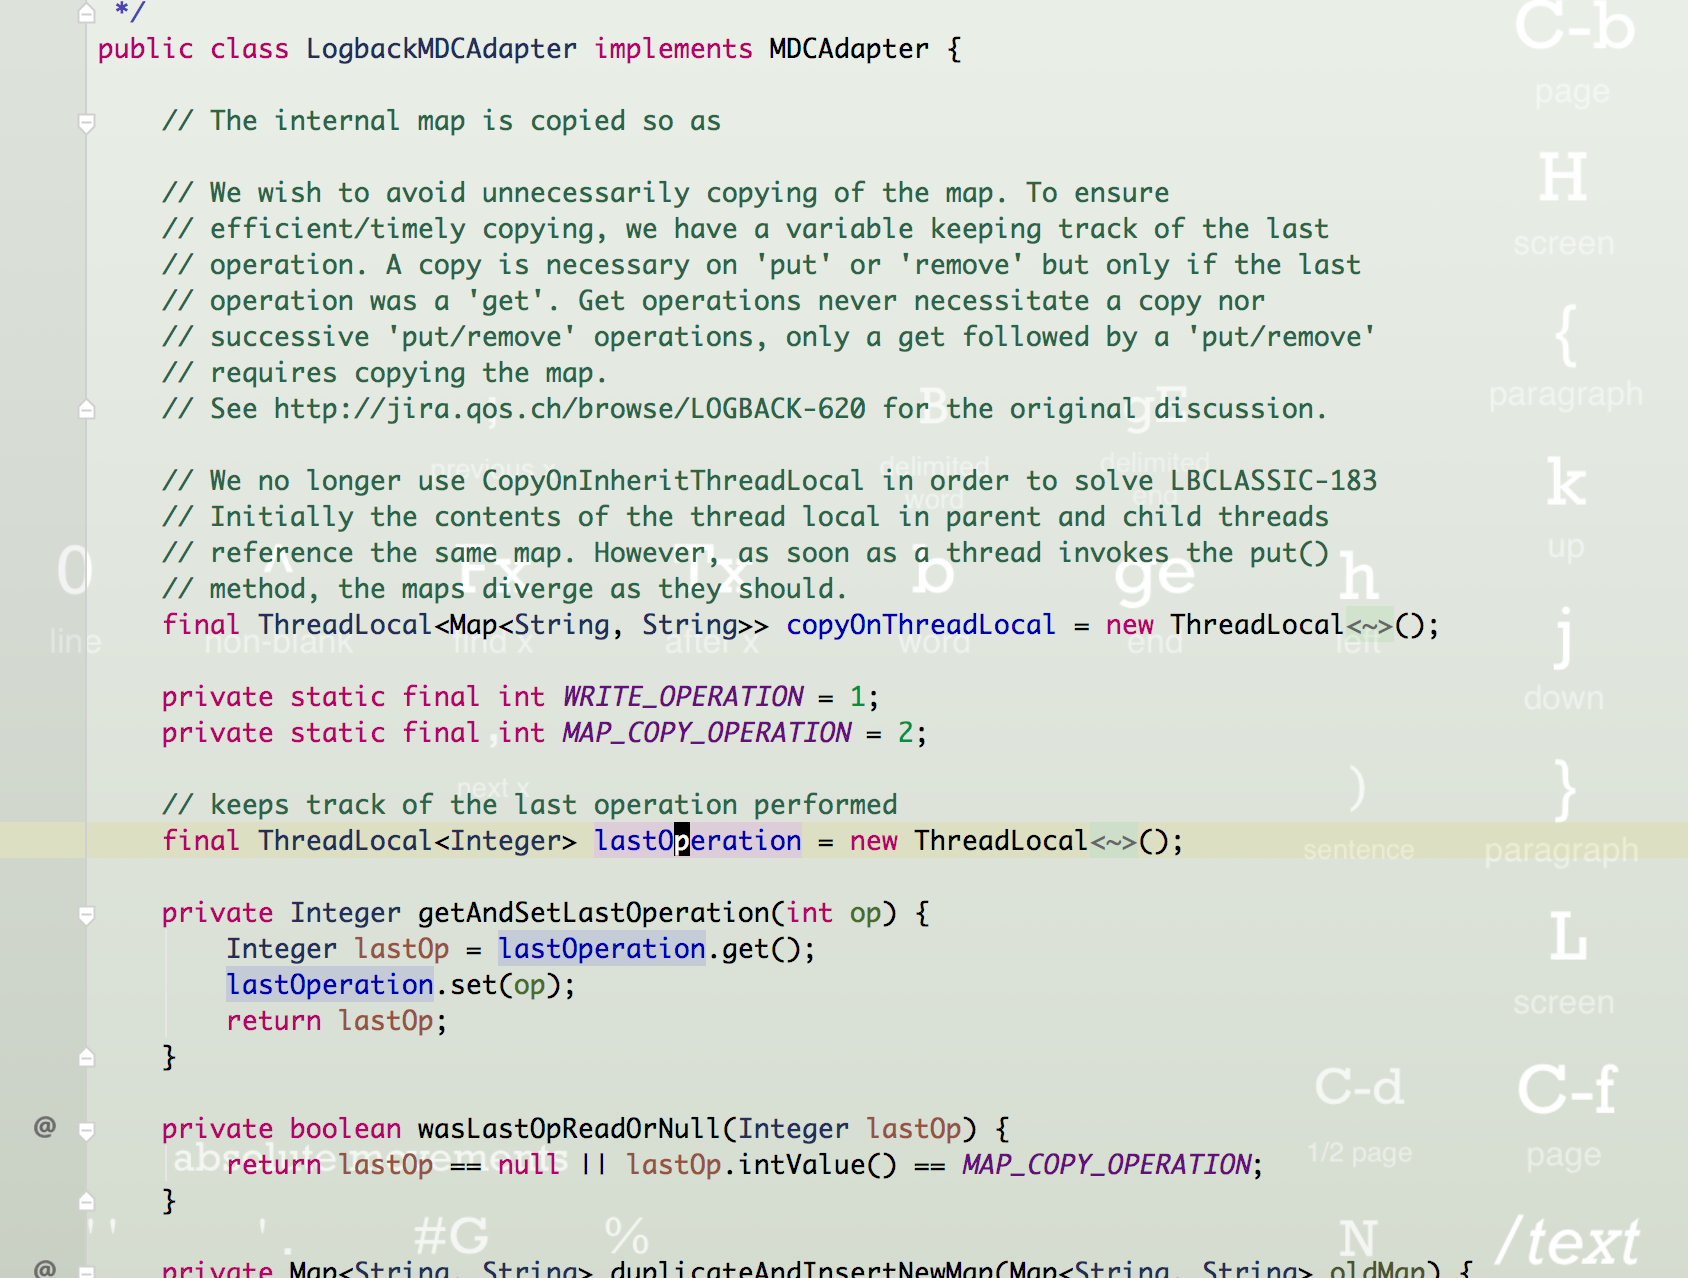 */
public class LogbackMDCAdapter implements MDCAdapter {
// The internal map is copied so as
// We wish to avoid unnecessarily copying of the map. To ensure
// efficient/timely copying, we have a variable keeping track of the last
// operation. A copy is necessary on 'put' or 'remove' but only if the last
// operation was a 'get'. Get operations never necessitate a copy nor
// successive 'put/remove' operations, only a get followed by a 'put/remove'
// requires copying the map.
// See http://jira.qos.ch/browse/LOGBACK-620 for the original discussion.
// We no longer use CopyOnInheritThreadLocal in order to solve LBCLASSIC-183
// Initially the contents of the thread local in parent and child threads
// reference the same map. However, as soon as a thread invokes the put()
// method, the maps diverge as they should.
final ThreadLocal<Map<String, String>> copyOnThreadLocal = new ThreadLocal<~>();
private static final int WRITE_OPERATION = 1;
private static final int MAP_COPY_OPERATION = 2;
// keeps track of the last operation performed
final ThreadLocal<Integer> lastOperation = new ThreadLocal<~>();
private Integer getAndSetLastOperation(int op) {
Integer lastOp = lastOperation.get();
lastOperation.set(op);
return lastOp;
}
@ private boolean wasLastOpReadOrNull(Integer lastOp) {
return lastOp == null || lastOp.intValue() == MAP_COPY_OPERATION;
}
@ private Map<String, String> duplicateAndInsertNewMap(Map<String, String> oldMap) {
C-b
page
H
screen
{
paragraph
k
up
j
down
}
paragraph
L
screen
C-f
page
/text
B
delimited
word
gE
delimited
end
,
previous x
0
line
^
non-blank
Fx
find x
Tx
after x
b
word
ge
end
h
left
;
next x
)
sentence
C-d
1/2 page
N
absolute movements
''
'.
#G
%